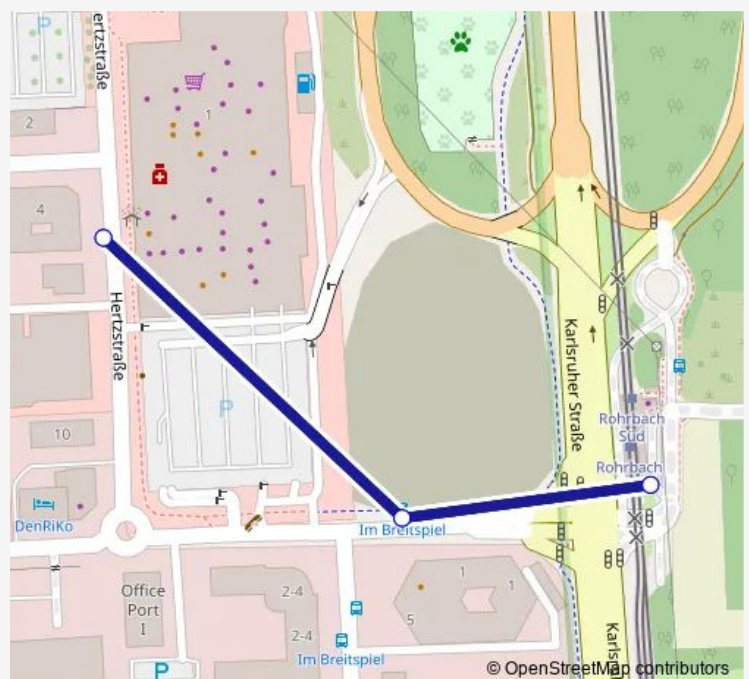 Hertzstraße
P
2
1
4
Hertzstraße
Karlsruher Straße
P
10
Rohrbach
Süd
Rohrbach
DenRiKo
Im Breitspiel
Office
Port
I
2-4
1
1
5
2-4
Im Breitspiel
P
© OpenStreetMap contributors